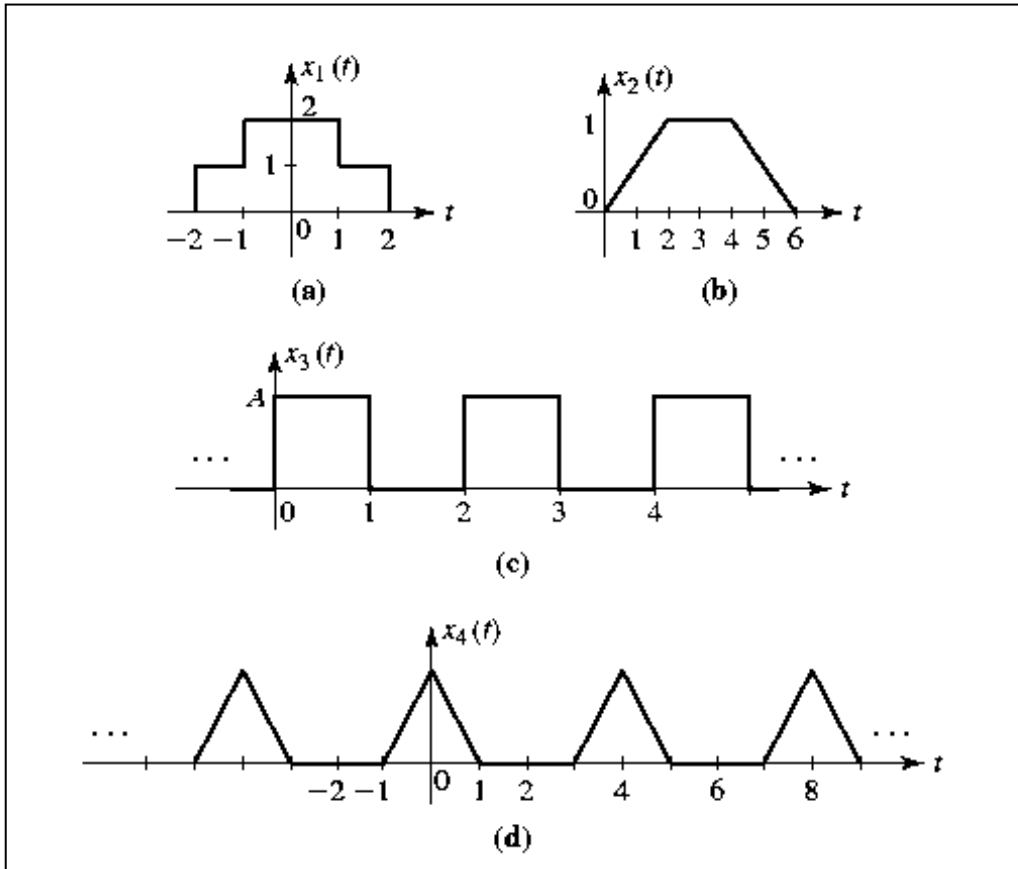 x₁(t)
2
1
−2 −1 0 1 2 t
(a)
x₂(t)
1
0
1 2 3 4 5 6 t
(b)
x₃(t)
A
... ...
0 1 2 3 4 t
(c)
x₄(t)
... ...
−2 −1 0 1 2 4 6 8 t
(d)